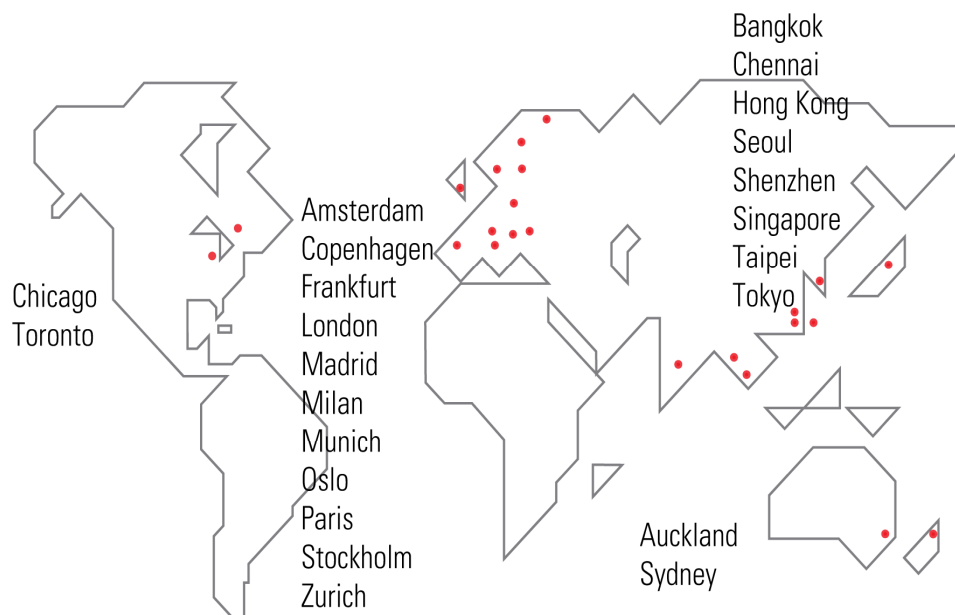 Chicago
Toronto
Amsterdam
Copenhagen
Frankfurt
London
Madrid
Milan
Munich
Oslo
Paris
Stockholm
Zurich
Bangkok
Chennai
Hong Kong
Seoul
Shenzhen
Singapore
Taipei
Tokyo
Auckland
Sydney